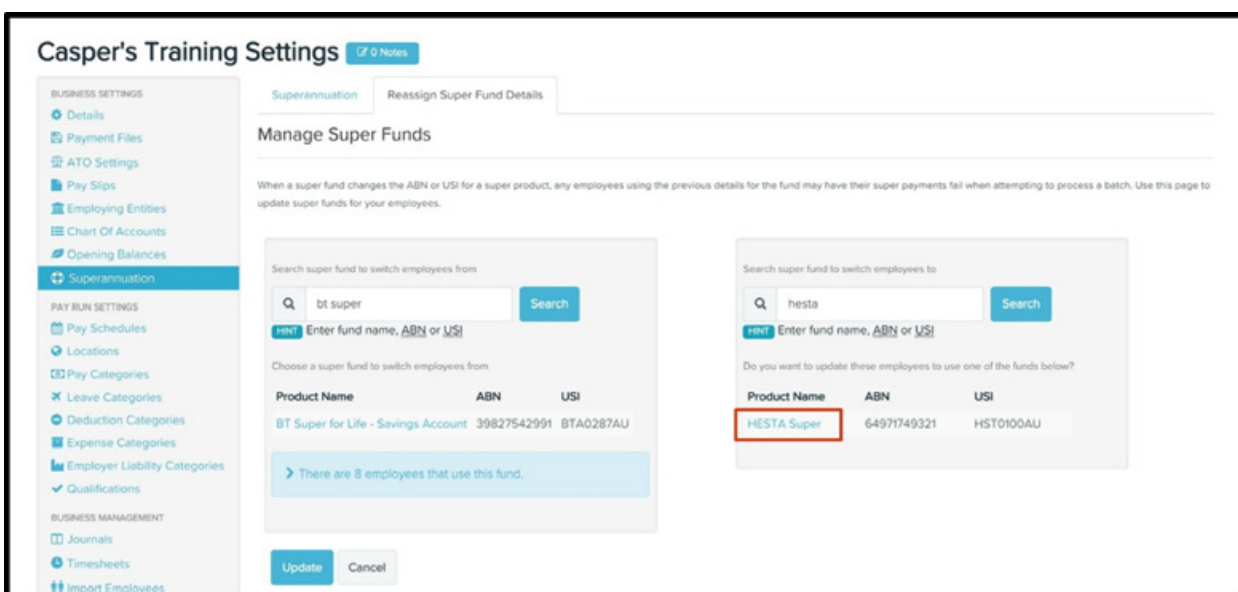 Casper's Training Settings 0 Notes
BUSINESS SETTINGS
Details
Payment Files
ATO Settings
Pay Slips
Employing Entities
Chart Of Accounts
Opening Balances
Superannuation
PAY RUN SETTINGS
Pay Schedules
Locations
Pay Categories
Leave Categories
Deduction Categories
Expense Categories
Employer Liability Categories
Qualifications
BUSINESS MANAGEMENT
Journals
Timesheets
Import Employees
Superannuation Reassign Super Fund Details
Manage Super Funds
When a super fund changes the ABN or USI for a super product, any employees using the previous details for the fund may have their super payments fail when attempting to process a batch. Use this page to
update super funds for your employees.
Search super fund to switch employees from
bt super Search
HINT Enter fund name, ABN or USI
Choose a super fund to switch employees from
Product Name ABN USI
BT Super for Life - Savings Account 39827542991 BTA0287AU
There are 8 employees that use this fund.
Search super fund to switch employees to
hesta Search
HINT Enter fund name, ABN or USI
Do you want to update these employees to use one of the funds below?
Product Name ABN USI
HESTA Super 64971749321 HST0100AU
Update Cancel